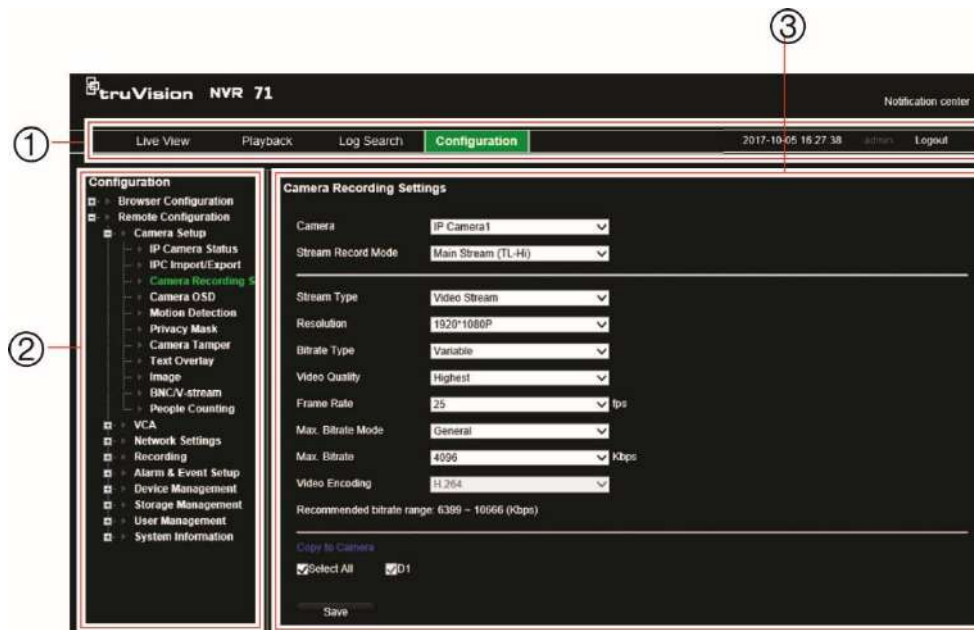 ③
truVision NVR 71
Notification center
①
Live View Playback Log Search Configuration 2017-10-05 16:27:38 admin Logout
②
Configuration
Browser Configuration
Remote Configuration
Camera Setup
IP Camera Status
IPC Import/Export
Camera Recording S
Camera OSD
Motion Detection
Privacy Mask
Camera Tamper
Text Overlay
Image
BNC/V-stream
People Counting
VCA
Network Settings
Recording
Alarm & Event Setup
Device Management
Storage Management
User Management
System Information
Camera Recording Settings
Camera IP Camera1
Stream Record Mode Main Stream (TL-Hi)
Stream Type Video Stream
Resolution 1920*1080P
Bitrate Type Variable
Video Quality Highest
Frame Rate 25 fps
Max. Bitrate Mode General
Max. Bitrate 4096 Kbps
Video Encoding H.264
Recommended bitrate range: 6399 ~ 10666 (Kbps)
Copy to Camera
Select All D1
Save